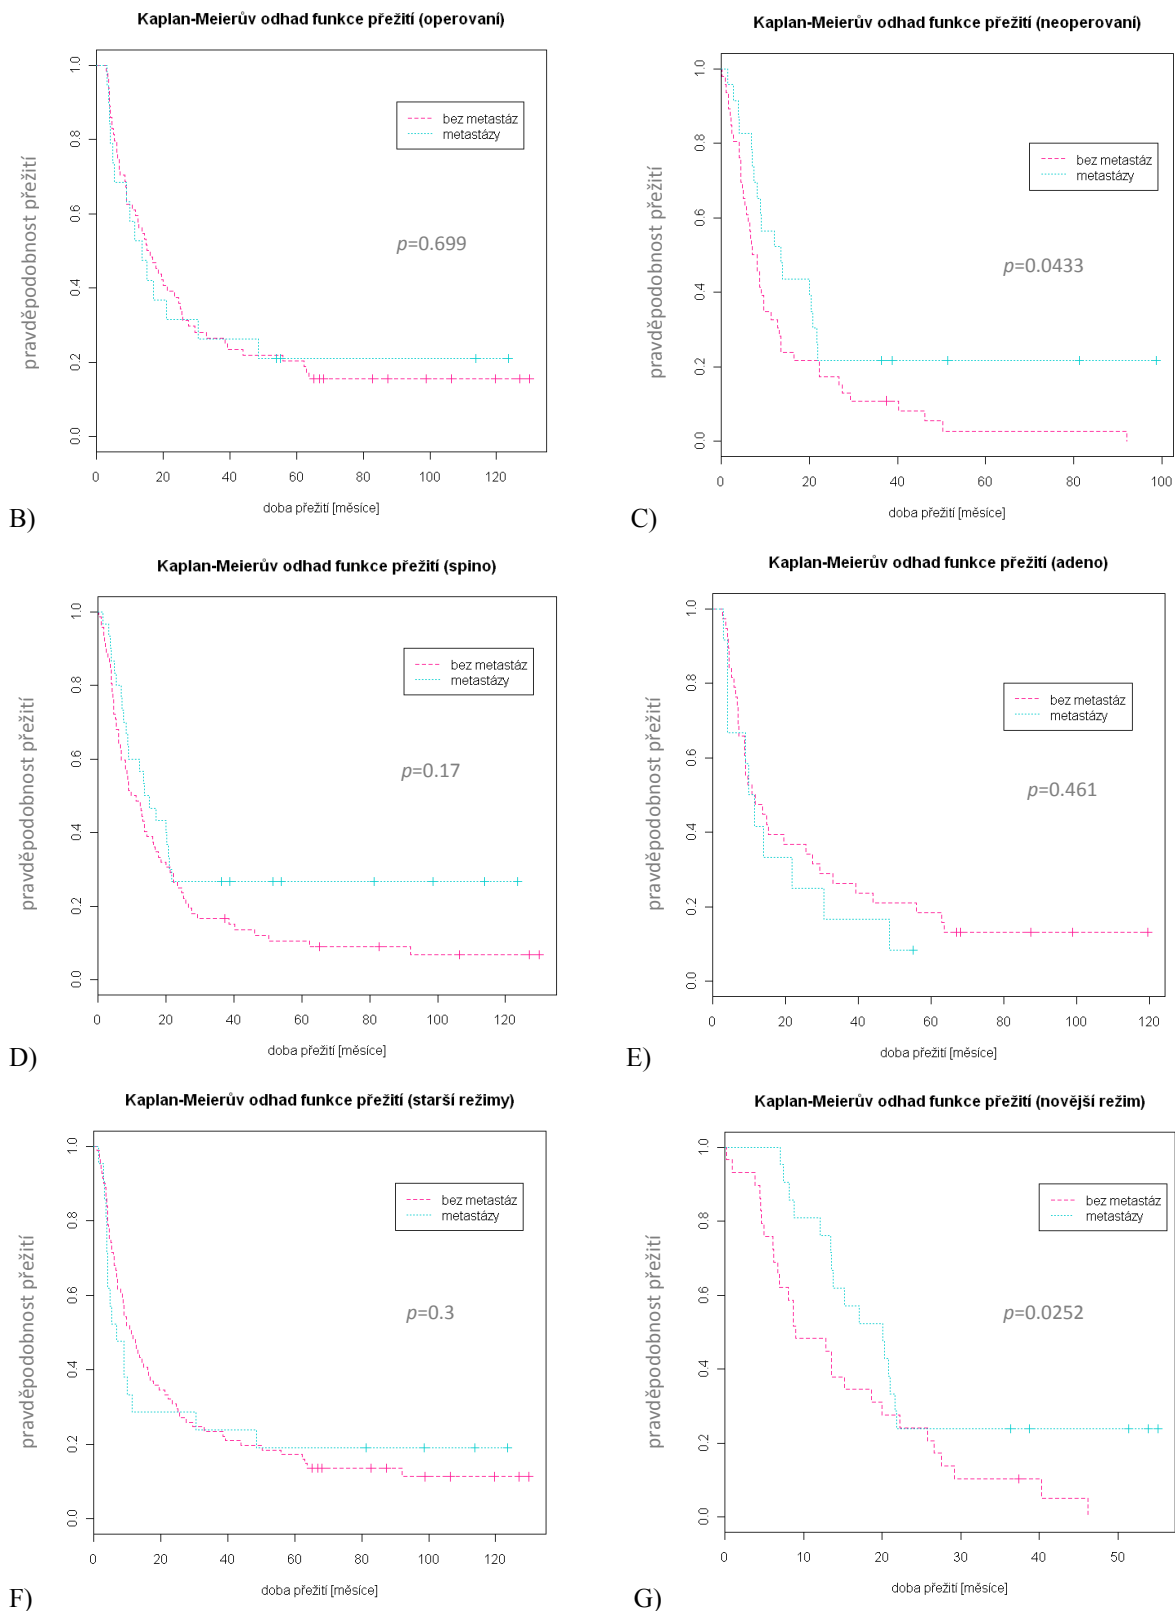 Kaplan-Meierův odhad funkce přežití (operovaní)
pravděpodobnost přežití
0.0 0.2 0.4 0.6 0.8 1.0
bez metastáz
metastázy
p=0.699
0 20 40 60 80 100 120
doba přežití [měsíce]
B)
Kaplan-Meierův odhad funkce přežití (neoperovaní)
pravděpodobnost přežití
0.0 0.2 0.4 0.6 0.8 1.0
bez metastáz
metastázy
p=0.0433
0 20 40 60 80 100
doba přežití [měsíce]
C)
Kaplan-Meierův odhad funkce přežití (spino)
pravděpodobnost přežití
0.0 0.2 0.4 0.6 0.8 1.0
bez metastáz
metastázy
p=0.17
0 20 40 60 80 100 120
doba přežití [měsíce]
D)
Kaplan-Meierův odhad funkce přežití (adeno)
pravděpodobnost přežití
0.0 0.2 0.4 0.6 0.8 1.0
bez metastáz
metastázy
p=0.461
0 20 40 60 80 100 120
doba přežití [měsíce]
E)
Kaplan-Meierův odhad funkce přežití (starší režimy)
pravděpodobnost přežití
0.0 0.2 0.4 0.6 0.8 1.0
bez metastáz
metastázy
p=0.3
0 20 40 60 80 100 120
doba přežití [měsíce]
F)
Kaplan-Meierův odhad funkce přežití (novější režim)
pravděpodobnost přežití
0.0 0.2 0.4 0.6 0.8 1.0
bez metastáz
metastázy
p=0.0252
0 10 20 30 40 50
doba přežití [měsíce]
G)